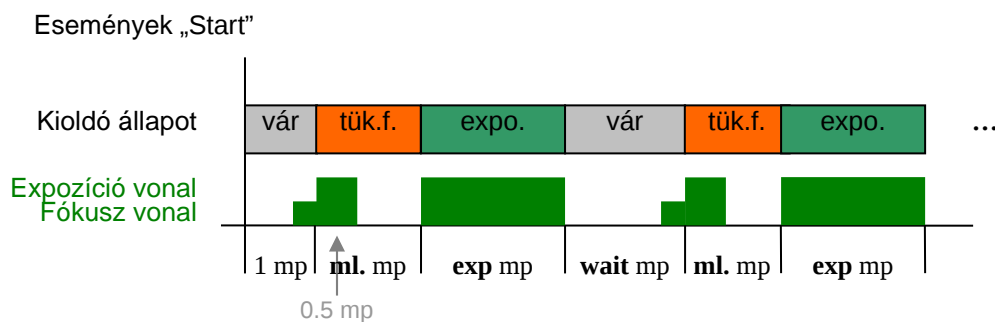 Események „Start”
Kioldó állapot vár tük.f. expo. vár tük.f. expo. ...
Expozíció vonal
Fókusz vonal
1 mp ml. mp exp mp wait mp ml. mp exp mp
0.5 mp